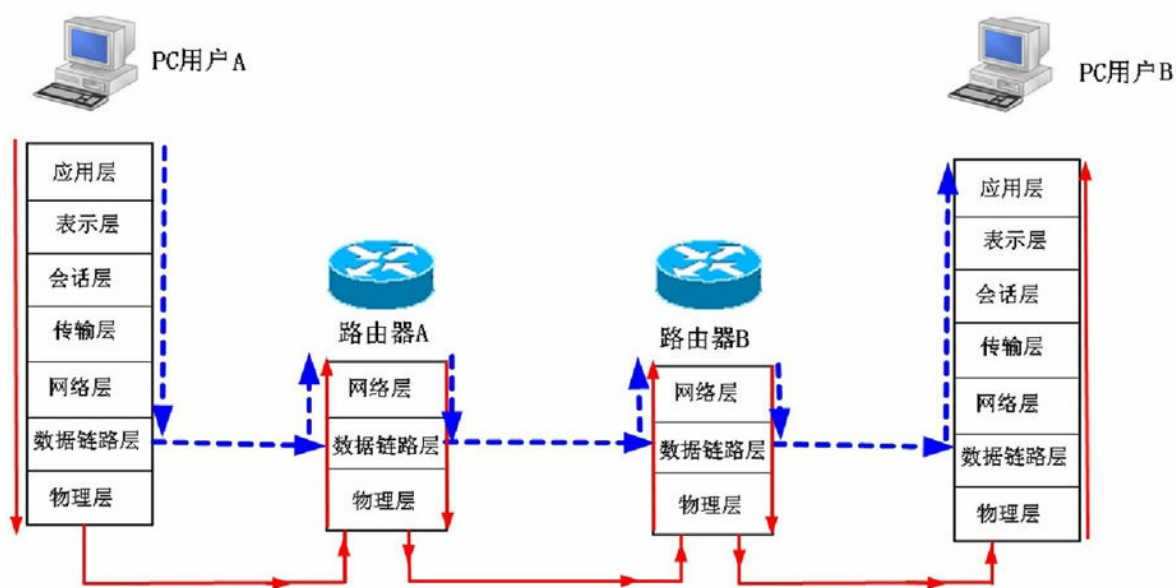 PC用户A
PC用户B
应用层
表示层
会话层
传输层
网络层
数据链路层
物理层
路由器A
网络层
数据链路层
物理层
路由器B
网络层
数据链路层
物理层
应用层
表示层
会话层
传输层
网络层
数据链路层
物理层